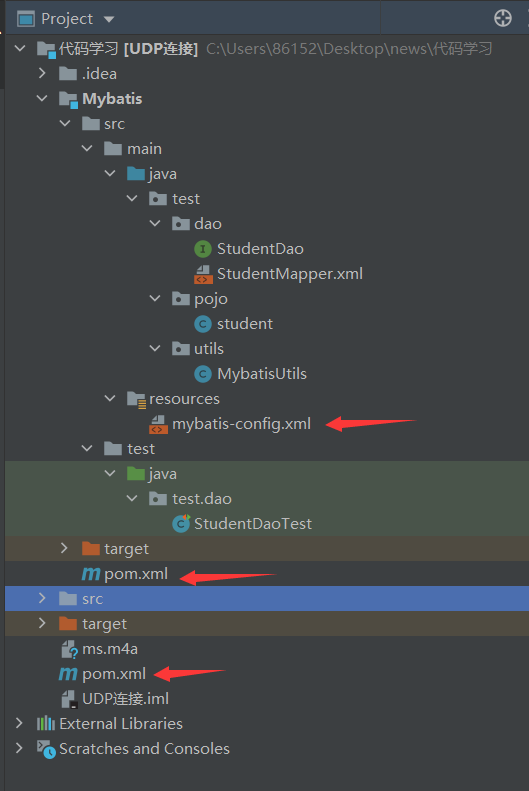 Project
代码学习 [UDP连接] C:\Users\86152\Desktop\news\代码学习
.idea
Mybatis
src
main
java
test
dao
StudentDao
StudentMapper.xml
pojo
student
utils
MybatisUtils
resources
mybatis-config.xml
test
java
test.dao
StudentDaoTest
target
pom.xml
src
target
ms.m4a
pom.xml
UDP连接.iml
External Libraries
Scratches and Consoles